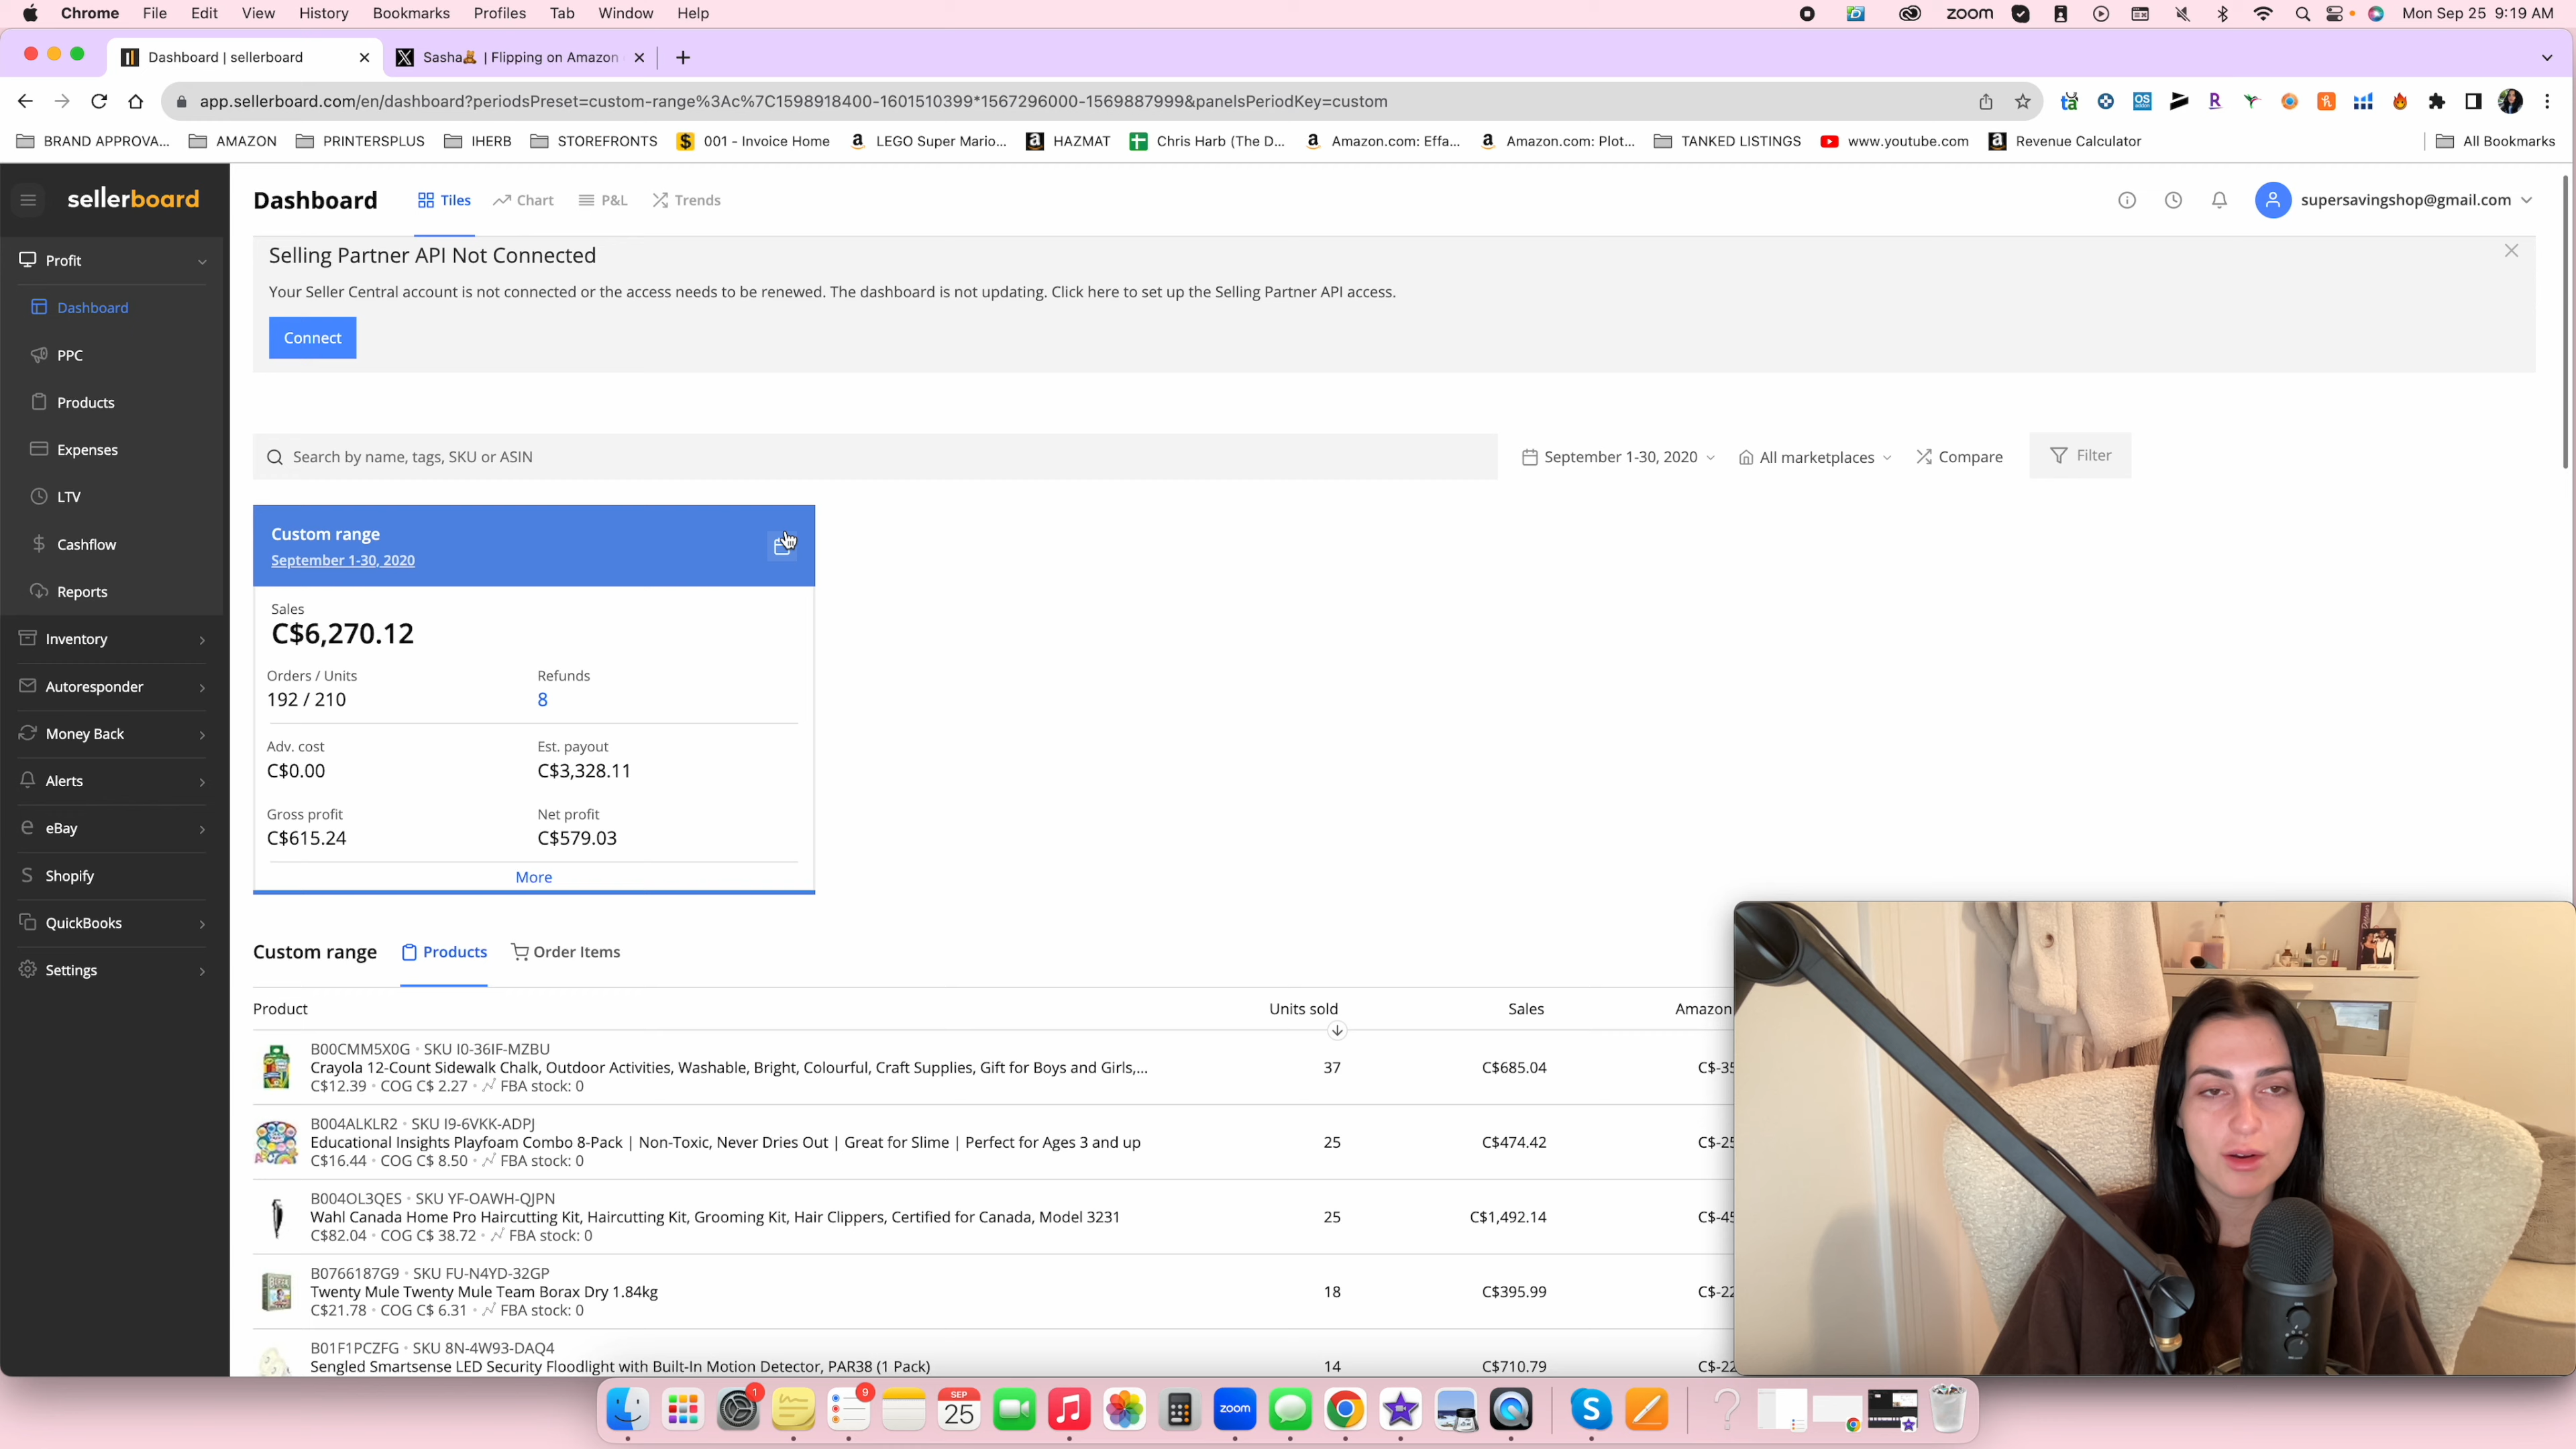 Chrome File Edit View History Bookmarks Profiles Tab Window Help zoom Mon Sep 25 9:19 AM
Dashboard | sellerboard Sasha🧸 | Flipping on Amazon
app.sellerboard.com/en/dashboard?periodsPreset=custom-range%3Ac%7C1598918400-1601510399*1567296000-1569887999&panelsPeriodKey=custom
BRAND APPROVA... AMAZON PRINTERSPLUS IHERB STOREFRONTS 001 - Invoice Home LEGO Super Mario... HAZMAT Chris Harb (The D... Amazon.com: Effa... Amazon.com: Plot... TANKED LISTINGS www.youtube.com Revenue Calculator All Bookmarks
sellerboard
Dashboard Tiles Chart P&L Trends supersavingshop@gmail.com
Selling Partner API Not Connected
Your Seller Central account is not connected or the access needs to be renewed. The dashboard is not updating. Click here to set up the Selling Partner API access.
Connect
Profit
Dashboard
PPC
Products
Expenses
LTV
Cashflow
Reports
Inventory
Autoresponder
Money Back
Alerts
eBay
Shopify
QuickBooks
Settings
Search by name, tags, SKU or ASIN September 1-30, 2020 All marketplaces Compare Filter
Custom range
September 1-30, 2020
Sales
C$6,270.12
Orders / Units Refunds
192 / 210 8
Adv. cost Est. payout
C$0.00 C$3,328.11
Gross profit Net profit
C$615.24 C$579.03
More
Custom range Products Order Items
Product Units sold Sales Amazon
B00CMM5X0G • SKU I0-36IF-MZBU
Crayola 12-Count Sidewalk Chalk, Outdoor Activities, Washable, Bright, Colourful, Craft Supplies, Gift for Boys and Girls,... 37 C$685.04 C$-35
C$12.39 • COG C$ 2.27 • FBA stock: 0
B004ALKLR2 • SKU I9-6VKK-ADPJ
Educational Insights Playfoam Combo 8-Pack | Non-Toxic, Never Dries Out | Great for Slime | Perfect for Ages 3 and up 25 C$474.42 C$-25
C$16.44 • COG C$ 8.50 • FBA stock: 0
B004OL3QES • SKU YF-OAWH-QJPN
Wahl Canada Home Pro Haircutting Kit, Haircutting Kit, Grooming Kit, Hair Clippers, Certified for Canada, Model 3231 25 C$1,492.14 C$-45
C$82.04 • COG C$ 38.72 • FBA stock: 0
B0766187G9 • SKU FU-N4YD-32GP
Twenty Mule Twenty Mule Team Borax Dry 1.84kg 18 C$395.99 C$-22
C$21.78 • COG C$ 6.31 • FBA stock: 0
B01F1PCZFG • SKU 8N-4W93-DAQ4
Sengled Smartsense LED Security Floodlight with Built-In Motion Detector, PAR38 (1 Pack) 14 C$710.79 C$-22
1 9 SEP 25 zoom